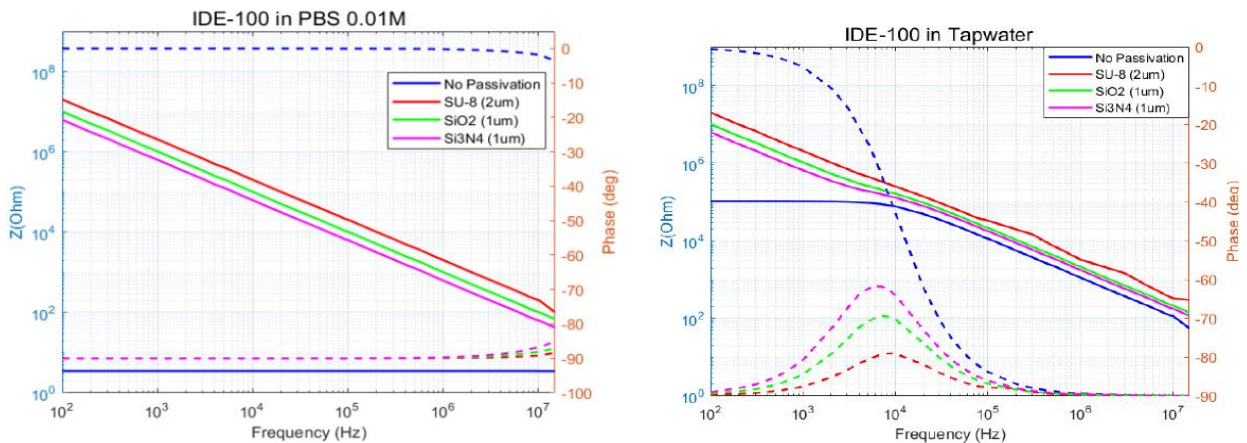 IDE-100 in PBS 0.01M
10^8
10^6
10^4
10^2
10^0
Z(Ohm)
No Passivation
SU-8 (2um)
SiO2 (1um)
Si3N4 (1um)
0
-10
-20
-30
-40
-50
-60
-70
-80
-90
-100
Phase (deg)
10^2 10^3 10^4 10^5 10^6 10^7
Frequency (Hz)
IDE-100 in Tapwater
10^8
10^6
10^4
10^2
10^0
Z(Ohm)
No Passivation
SU-8 (2um)
SiO2 (1um)
Si3N4 (1um)
0
-10
-20
-30
-40
-50
-60
-70
-80
-90
Phase (deg)
10^2 10^3 10^4 10^5 10^6 10^7
Frequency (Hz)